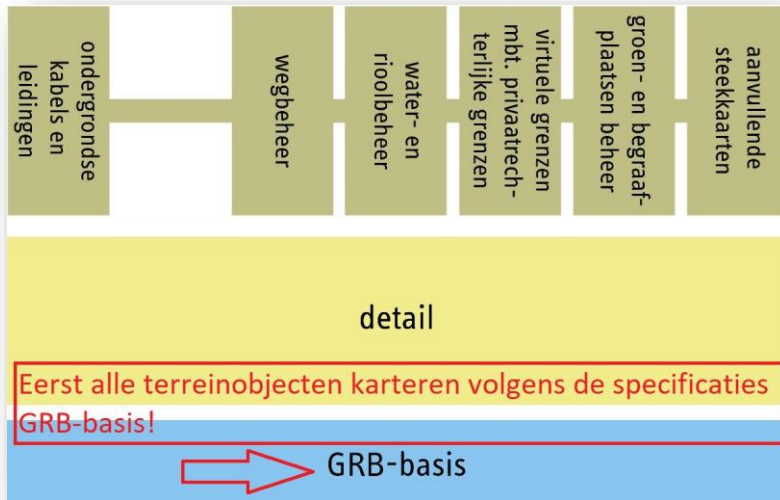 ondergrondse
kabels en
leidingen
wegbeheer
water- en
rioolbeheer
virtuele grenzen
mbt. privaatrech-
terlijke grenzen
groen- en begraaf-
plaatsen beheer
aanvullende
steekkaarten
detail
Eerst alle terreinobjecten karteren volgens de specificaties
GRB-basis!
GRB-basis